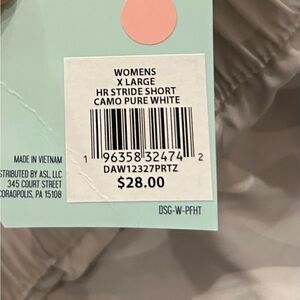 WOMENS
X LARGE
HR STRIDE SHORT
CAMO PURE WHITE
1 96358 32474 2
DAW12327PRTZ
$28.00
MADE IN VIETNAM
TRIBUTED BY ASL, LLC
345 COURT STREET
CORAOPOLIS, PA 15108
DSG-W-PFHT